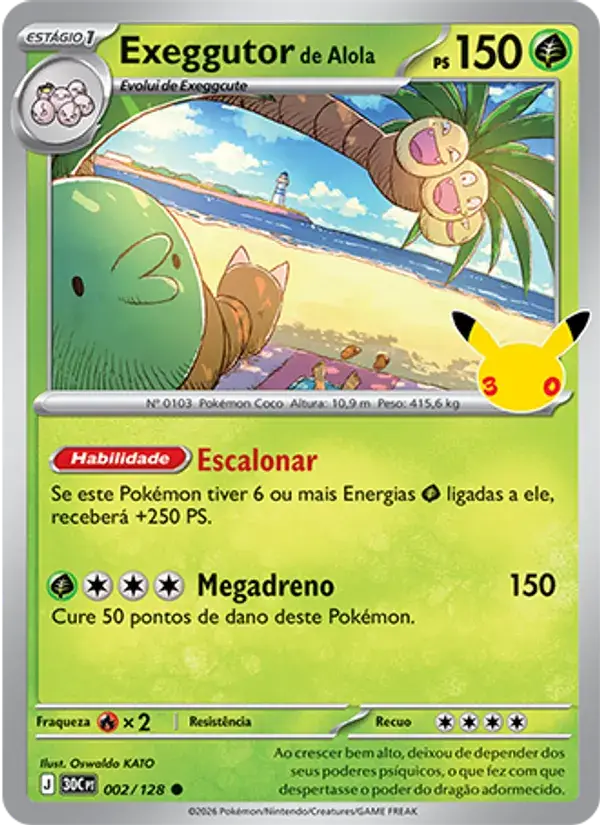 ESTÁGIO 1
Exeggutor de Alola
PS 150
Evolui de Exeggcute
30
Nº 0103 Pokémon Coco Altura: 10,9 m Peso: 415,6 kg
Habilidade Escalonar
Se este Pokémon tiver 6 ou mais Energias ligadas a ele,
receberá +250 PS.
Megadreno 150
Cure 50 pontos de dano deste Pokémon.
Fraqueza ×2 Resistência Recuo
Ilust. Oswaldo KATO
Ao crescer bem alto, deixou de depender dos
seus poderes psíquicos, o que fez com que
despertasse o poder do dragão adormecido.
J 30C PT 002/128
©2026 Pokémon/Nintendo/Creatures/GAME FREAK